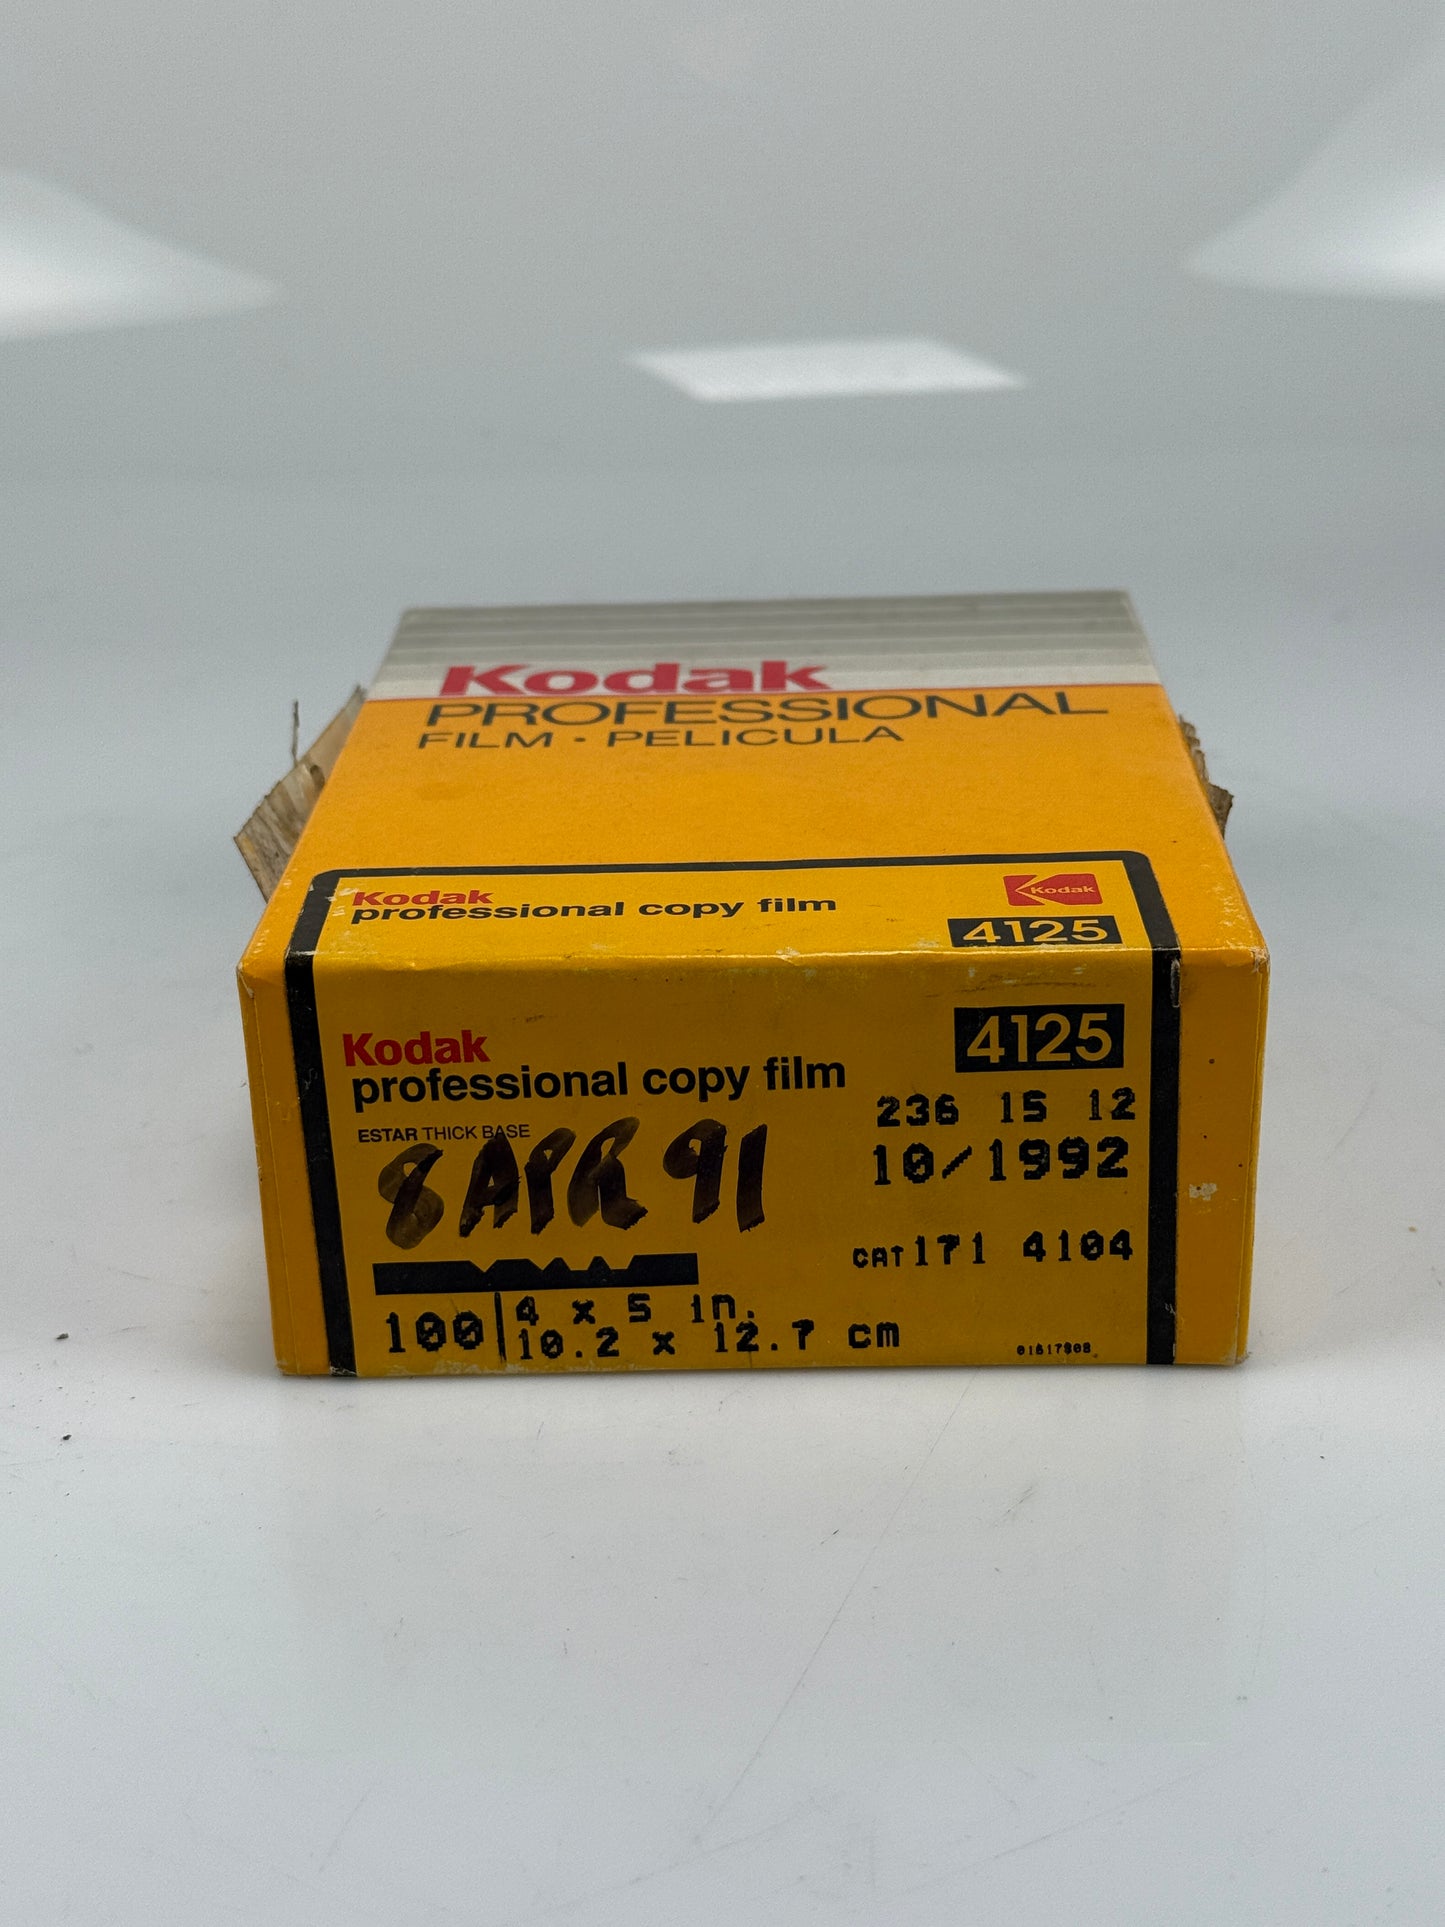 Kodak
PROFESSIONAL
FILM • PELICULA
Kodak
professional copy film
Kodak
4125
Kodak
professional copy film
4125
ESTAR THICK BASE
236 15 12
10/1992
8 APR 91
CAT 171 4104
100 4 x 5 in.
10.2 x 12.7 cm